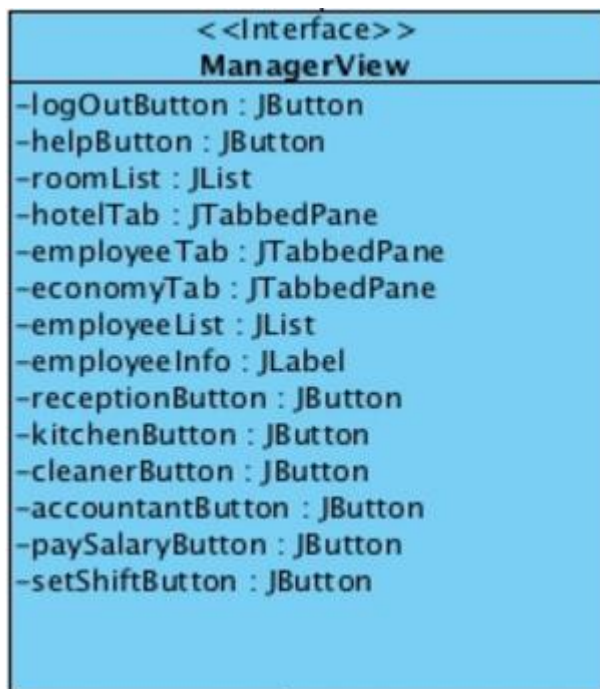 <<Interface>>
ManagerView
-logOutButton : JButton
-helpButton : JButton
-roomList : JList
-hotelTab : JTabbedPane
-employeeTab : JTabbedPane
-economyTab : JTabbedPane
-employeeList : JList
-employeeInfo : JLabel
-receptionButton : JButton
-kitchenButton : JButton
-cleanerButton : JButton
-accountantButton : JButton
-paySalaryButton : JButton
-setShiftButton : JButton